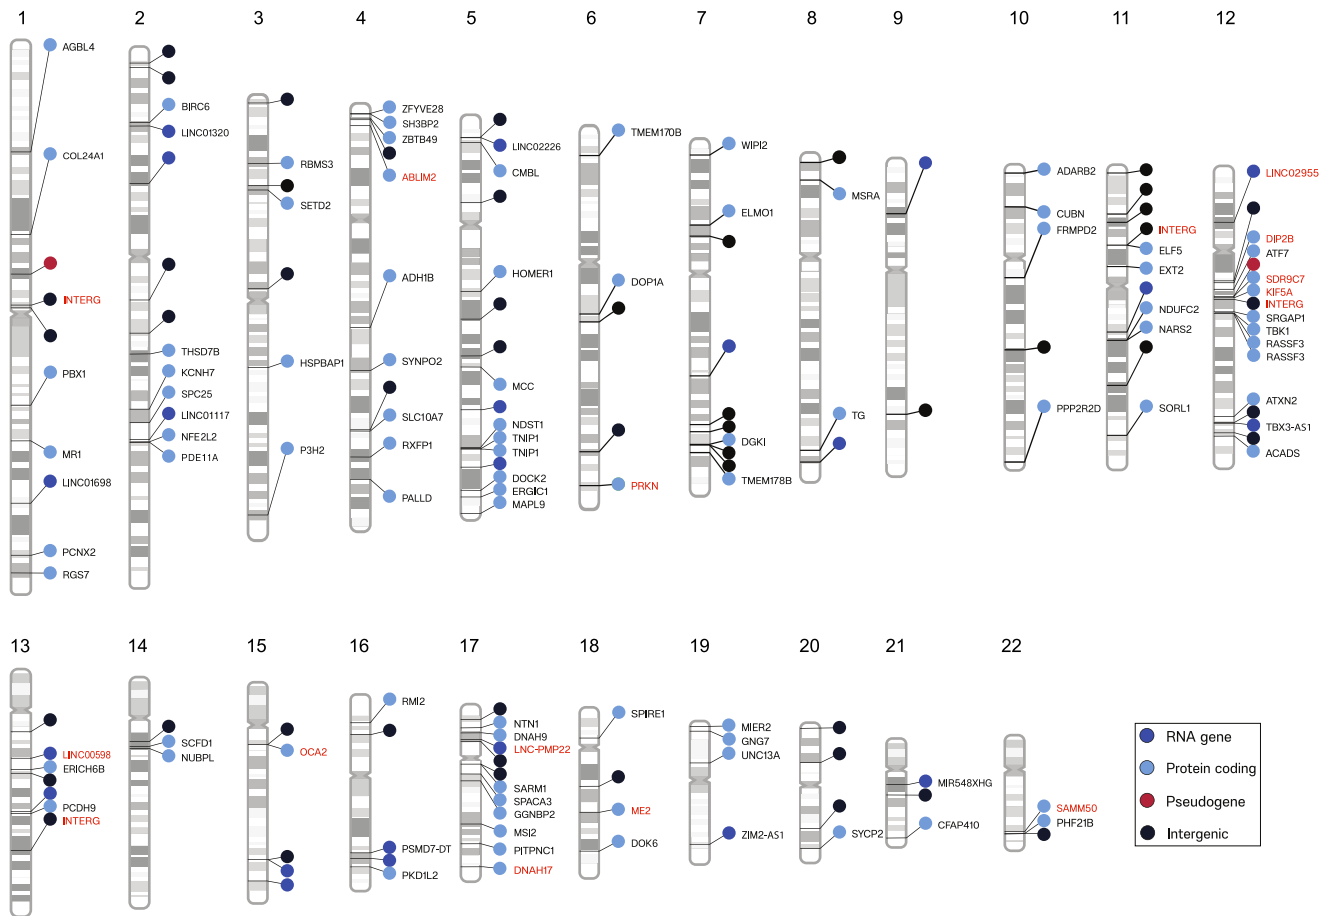 1 2 3 4 5 6 7 8 9 10 11 12
AGBL4
COL24A1
INTERG
PBX1
MR1
LINC01698
PCNX2
RGS7
BIRC6
LINC01320
THSD7B
KCNH7
SPC25
LINC01117
NFE2L2
PDE11A
RBMS3
SETD2
HSPBAP1
P3H2
ZFYVE28
SH3BP2
ZBTB49
ABLIM2
ADH1B
SYNPO2
SLC10A7
RXFP1
PALLD
LINC02226
CMBL
HOMER1
MCC
NDST1
TNIP1
TNIP1
DOCK2
ERGIC1
MAPL9
TMEM170B
DOP1A
PRKN
WIPI2
ELMO1
DGKI
TMEM178B
MSRA
TG
ADARB2
CUBN
FRMPD2
PPP2R2D
INTERG
ELF5
EXT2
NDUFC2
NARS2
SORL1
LINC02955
DIP2B
ATF7
SDR9C7
KIF5A
INTERG
SRGAP1
TBK1
RASSF3
RASSF3
ATXN2
TBX3-AS1
ACADS
13 14 15 16 17 18 19 20 21 22
LINC00598
ERICH6B
PCDH9
INTERG
SCFD1
NUBPL
OCA2
RMI2
PSMD7-DT
PKD1L2
NTN1
DNAH9
LNC-PMP22
SARM1
SPACA3
GGNBP2
MSI2
PITPNC1
DNAH17
SPIRE1
ME2
DOK6
MIER2
GNG7
UNC13A
ZIM2-AS1
SYCP2
MIR548XHG
CFAP410
SAMM50
PHF21B
RNA gene
Protein coding
Pseudogene
Intergenic